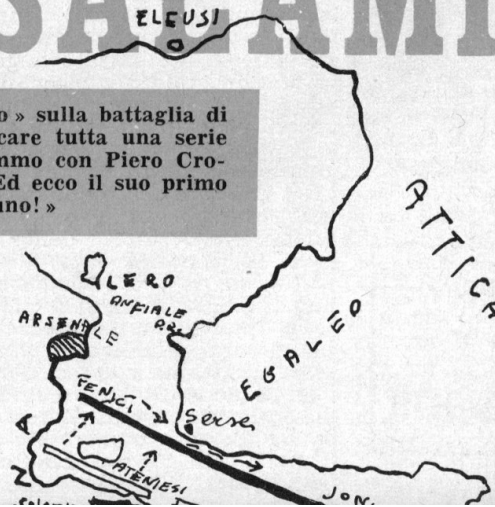 SALAMI
ELEUSI
o » sulla battaglia di
care tutta una serie
mmo con Piero Cro-
Ed ecco il suo primo
uno! »
ATTICA
LERO
ANFIALE
ARSENALE
EGALEO
FENICI
Serse
ATENIESI
JONI